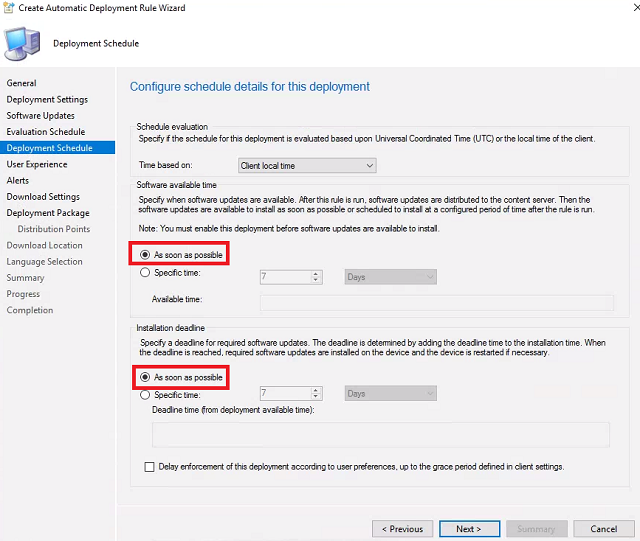 Create Automatic Deployment Rule Wizard
Deployment Schedule
General
Deployment Settings
Software Updates
Evaluation Schedule
Deployment Schedule
User Experience
Alerts
Download Settings
Deployment Package
Distribution Points
Download Location
Language Selection
Summary
Progress
Completion
Configure schedule details for this deployment
Schedule evaluation
Specify if the schedule for this deployment is evaluated based upon Universal Coordinated Time (UTC) or the local time of the client.
Time based on:
Client local time
Software available time
Specify when software updates are available. After this rule is run, software updates are distributed to the content server. Then the
software updates are available to install as soon as possible or scheduled to install at a configured period of time after the rule is run.
Note: You must enable this deployment before software updates are available to install.
As soon as possible
Specific time:
7
Days
Available time:
Installation deadline
Specify a deadline for required software updates. The deadline is determined by adding the deadline time to the installation time. When
the deadline is reached, required software updates are installed on the device and the device is restarted if necessary.
As soon as possible
Specific time:
7
Days
Deadline time (from deployment available time):
Delay enforcement of this deployment according to user preferences, up to the grace period defined in client settings.
< Previous
Next >
Summary
Cancel